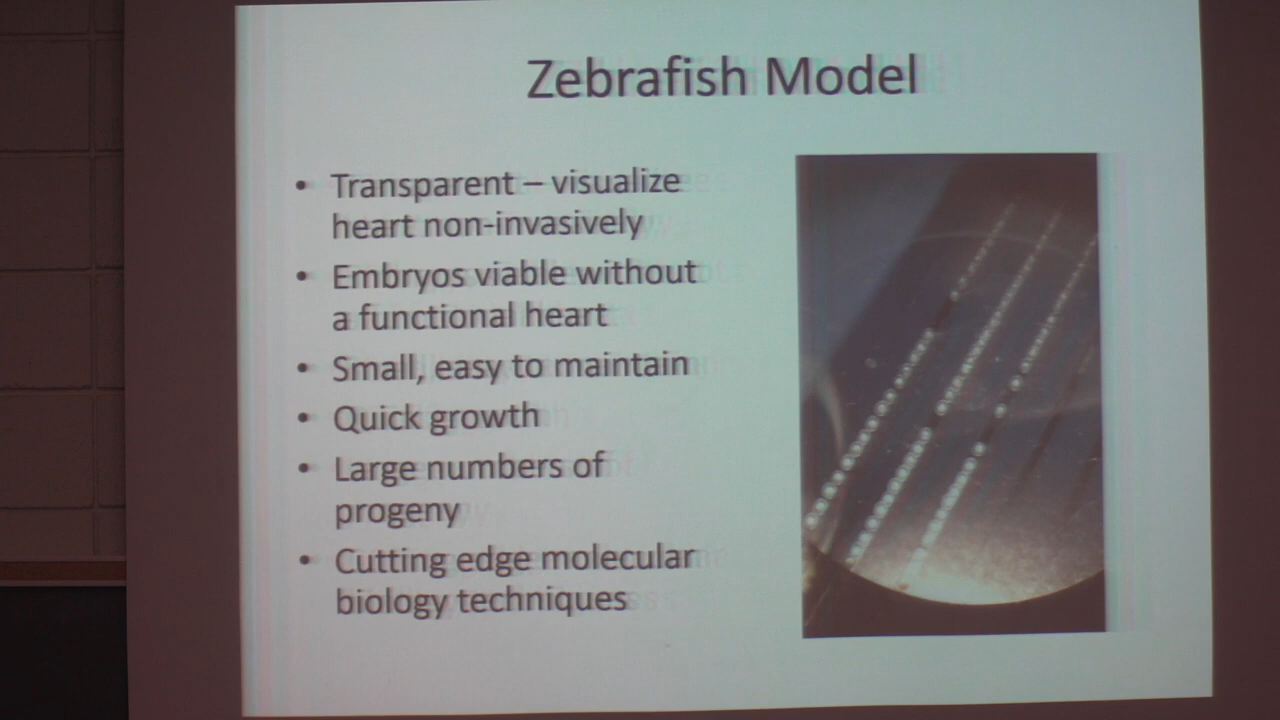 Zebrafish Model
• Transparent – visualize
heart non-invasively
• Embryos viable without
a functional heart
• Small, easy to maintain
• Quick growth
• Large numbers of
progeny
• Cutting edge molecular
biology techniques